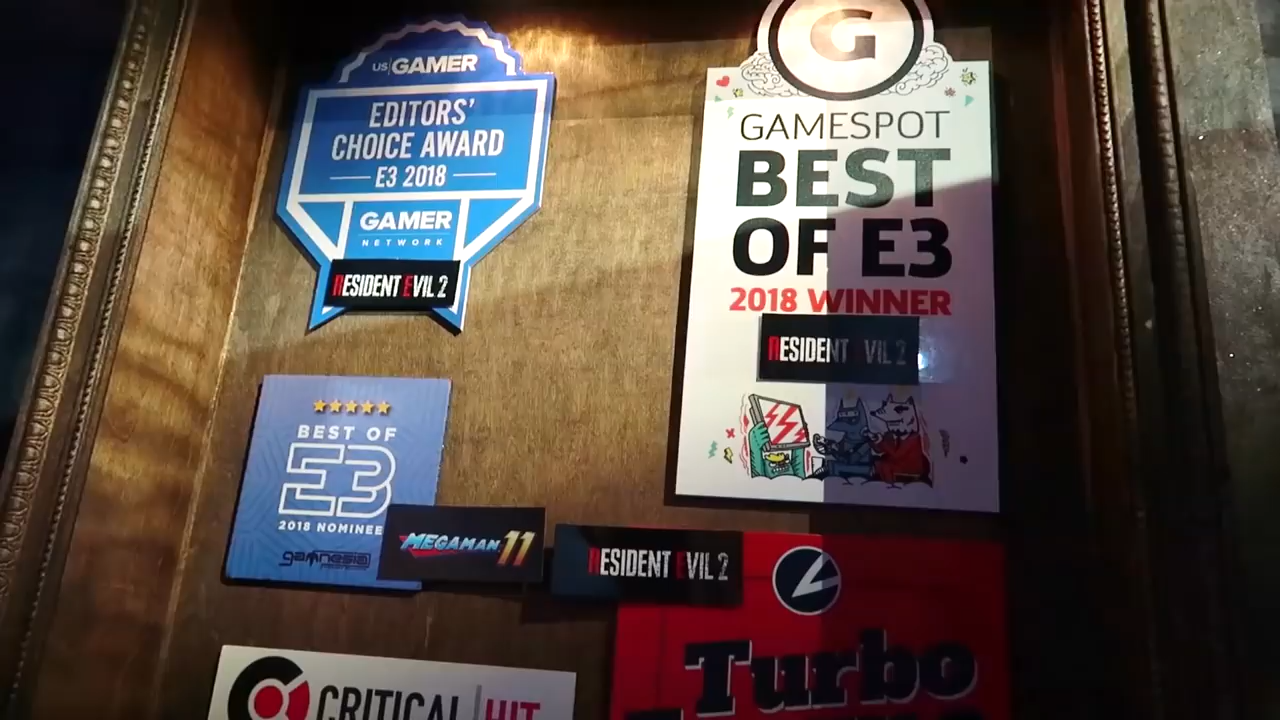 US GAMER
EDITORS'
CHOICE AWARD
E3 2018
GAMER
NETWORK
RESIDENT EVIL 2
G
GAMESPOT
BEST
OF E3
2018 WINNER
RESIDENT EVIL 2
BEST OF
E3
2018 NOMINEE
gamnesia
MEGAMAN 11
RESIDENT EVIL 2
CRITICAL HIT
Turbo